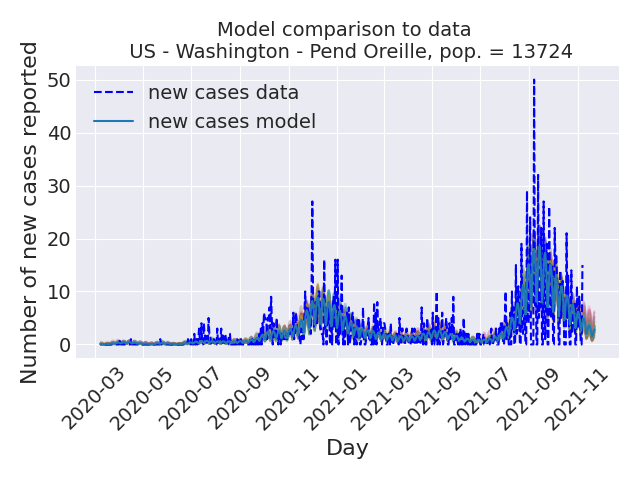 Model comparison to data
US - Washington - Pend Oreille, pop. = 13724
Number of new cases reported
50
40
30
20
10
0
new cases data
new cases model
2020-03
2020-05
2020-07
2020-09
2020-11
2021-01
2021-03
2021-05
2021-07
2021-09
2021-11
Day